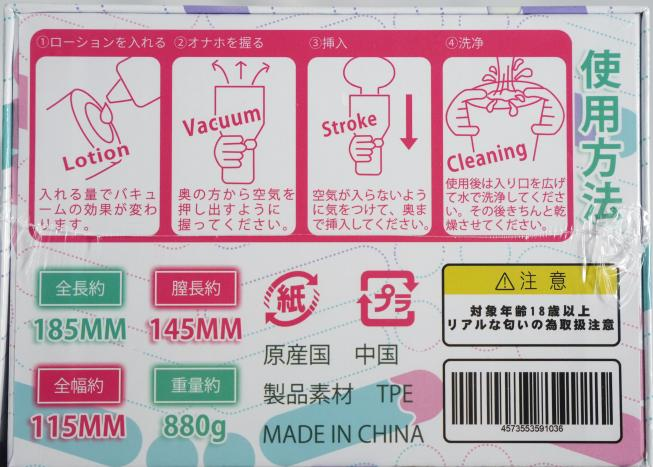 使用方法
①ローションを入れる
Lotion
入れる量でバキュ
ームの効果が変わ
ります。
②オナホを握る
Vacuum
奥の方から空気を
押し出すように
握ってください。
③挿入
Stroke
空気が入らないよう
に気をつけて、奥ま
で挿入してください。
④洗浄
Cleaning
使用後は入り口を広げ
て水で洗浄してくださ
い。その後きちんと乾
燥させてください。
全長約
185MM
膣長約
145MM
全幅約
115MM
重量約
880g
紙
プラ
原産国 中国
製品素材 TPE
MADE IN CHINA
注意
対象年齢18歳以上
リアルな匂いの為取扱注意
4573553591036